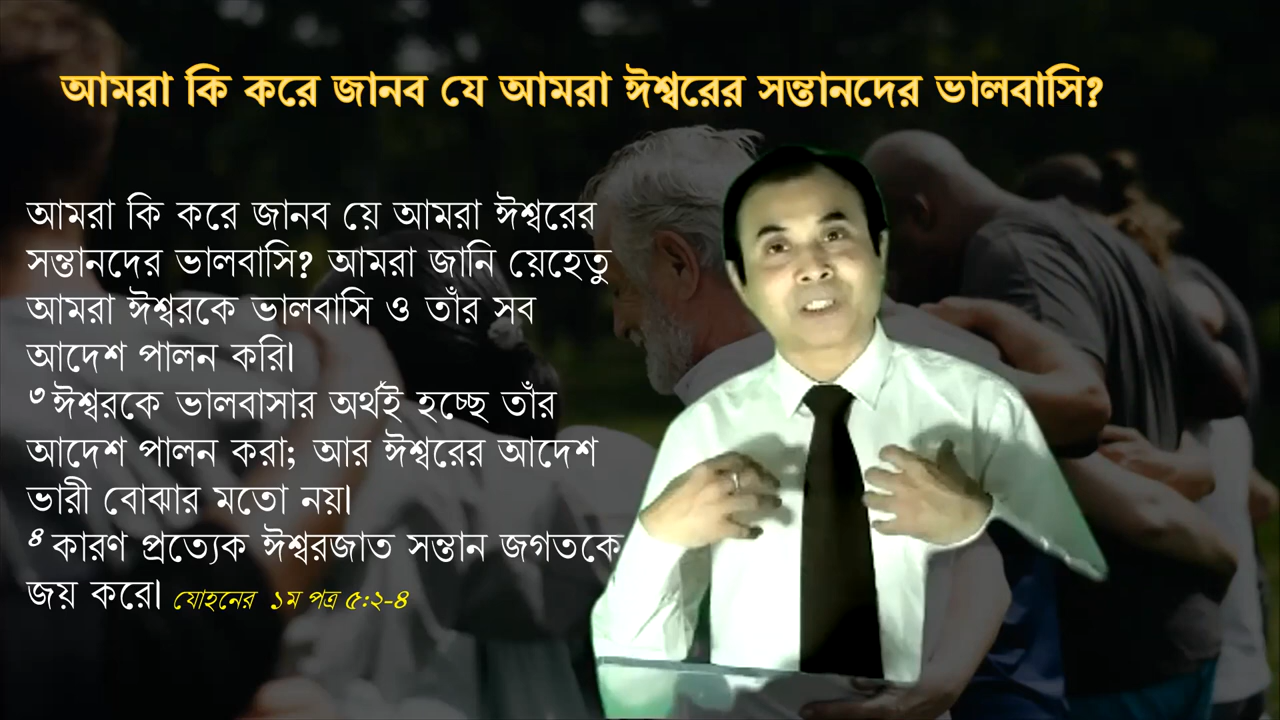 আমরা কি করে জানব যে আমরা ঈশ্বরের সন্তানদের ভালবাসি?
আমরা কি করে জানব য়ে আমরা ঈশ্বরের
সন্তানদের ভালবাসি? আমরা জানি য়েহেতু
আমরা ঈশ্বরকে ভালবাসি ও তাঁর সব
আদেশ পালন করি৷
৩ ঈশ্বরকে ভালবাসার অর্থই হচ্ছে তাঁর
আদেশ পালন করা; আর ঈশ্বরের আদেশ
ভারী বোঝার মতো নয়৷
৪ কারণ প্রত্যেক ঈশ্বরজাত সন্তান জগতকে
জয় করে৷ যোহনের ১ম পত্র ৫:২-৪